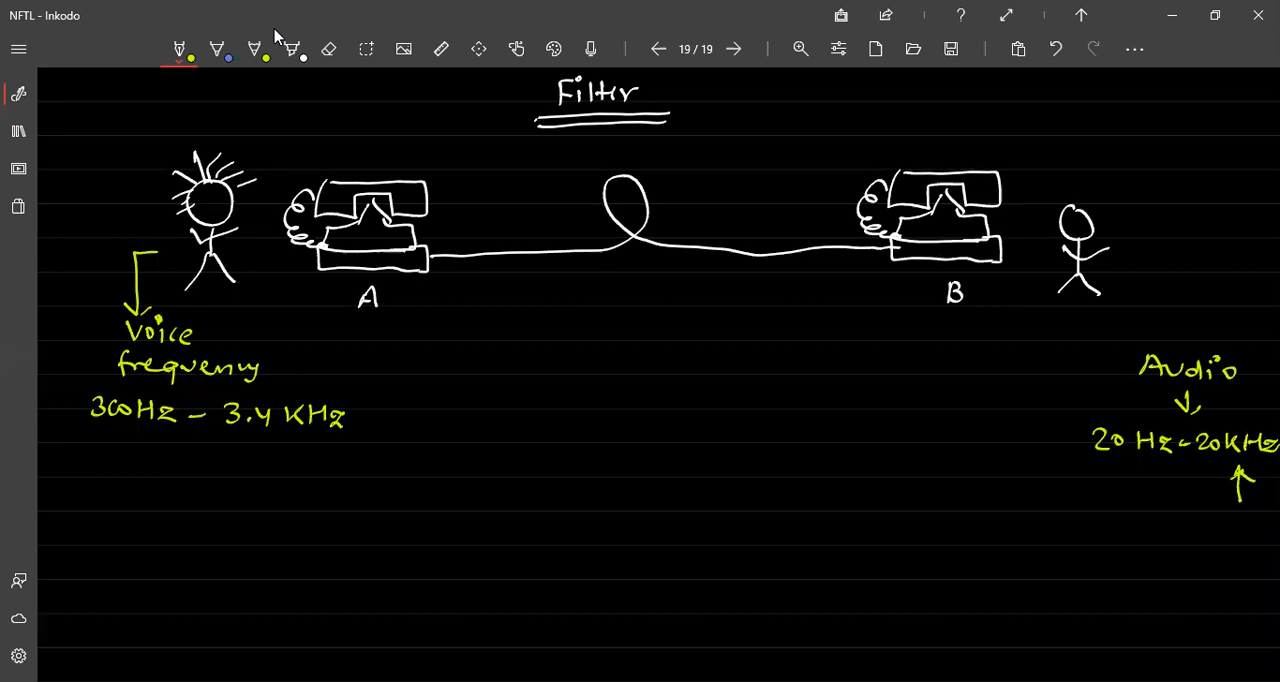 NFTL - Inkodo
19 / 19
Filter
A
B
Voice
frequency
300Hz - 3.4 KHz
Audio
20 Hz - 20KHz